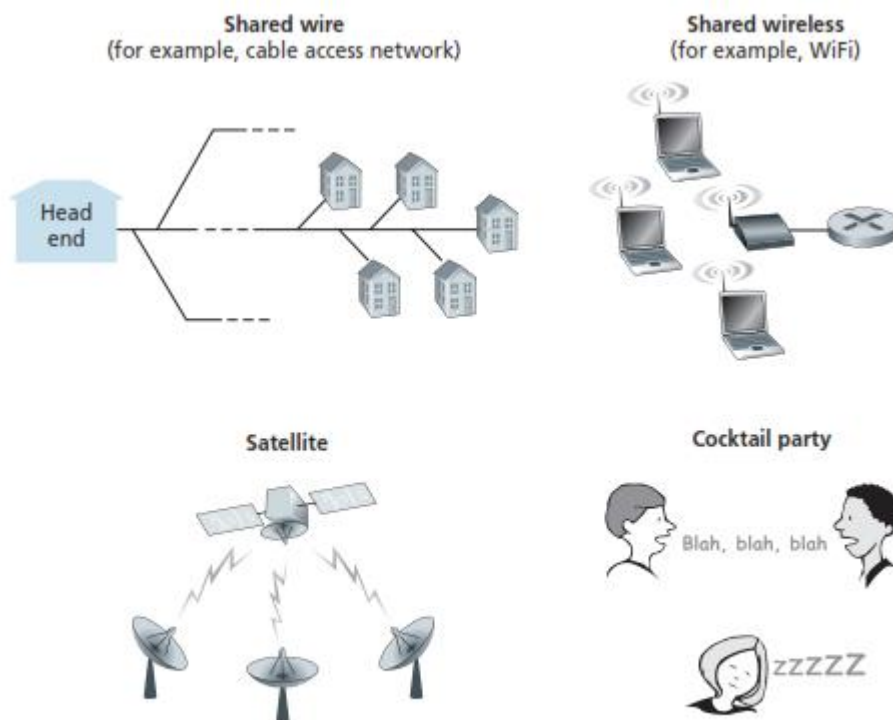 Shared wire
(for example, cable access network)
Shared wireless
(for example, WiFi)
Head
end
Satellite
Cocktail party
Blah, blah, blah
zzzzz